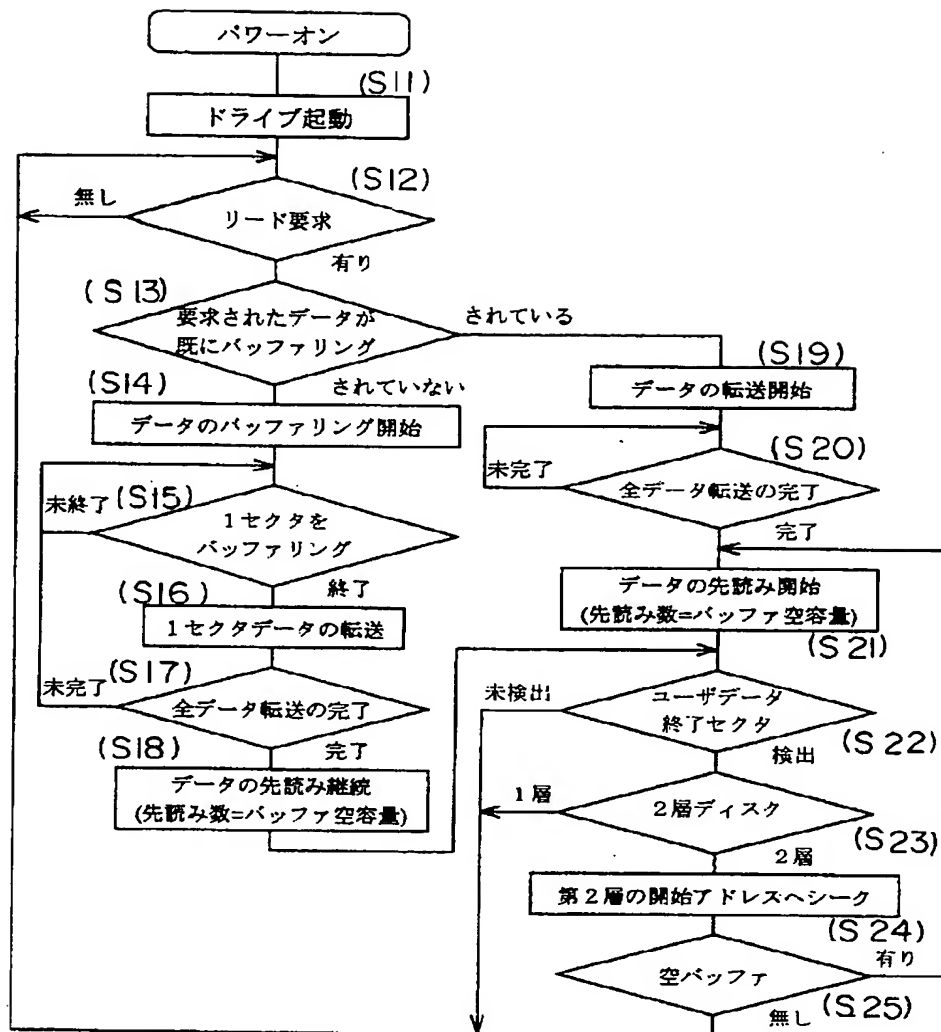 パワーオン
(S11)
ドライブ起動
(S12)
無し
リード要求
有り
(S13)
要求されたデータが
既にバッファリング
されている
されていない
(S14)
データのバッファリング開始
未終了
(S15)
1セクタを
バッファリング
終了
(S16)
1セクタデータの転送
未完了
(S17)
全データ転送の完了
完了
(S18)
データの先読み継続
(先読み数=バッファ空容量)
(S19)
データの転送開始
(S20)
未完了
全データ転送の完了
完了
データの先読み開始
(先読み数=バッファ空容量)
(S21)
未検出
ユーザデータ
終了セクタ
(S22)
検出
1層
2層ディスク
(S23)
2層
第2層の開始アドレスへシーク
(S24)
有り
空バッファ
(S25)
無し